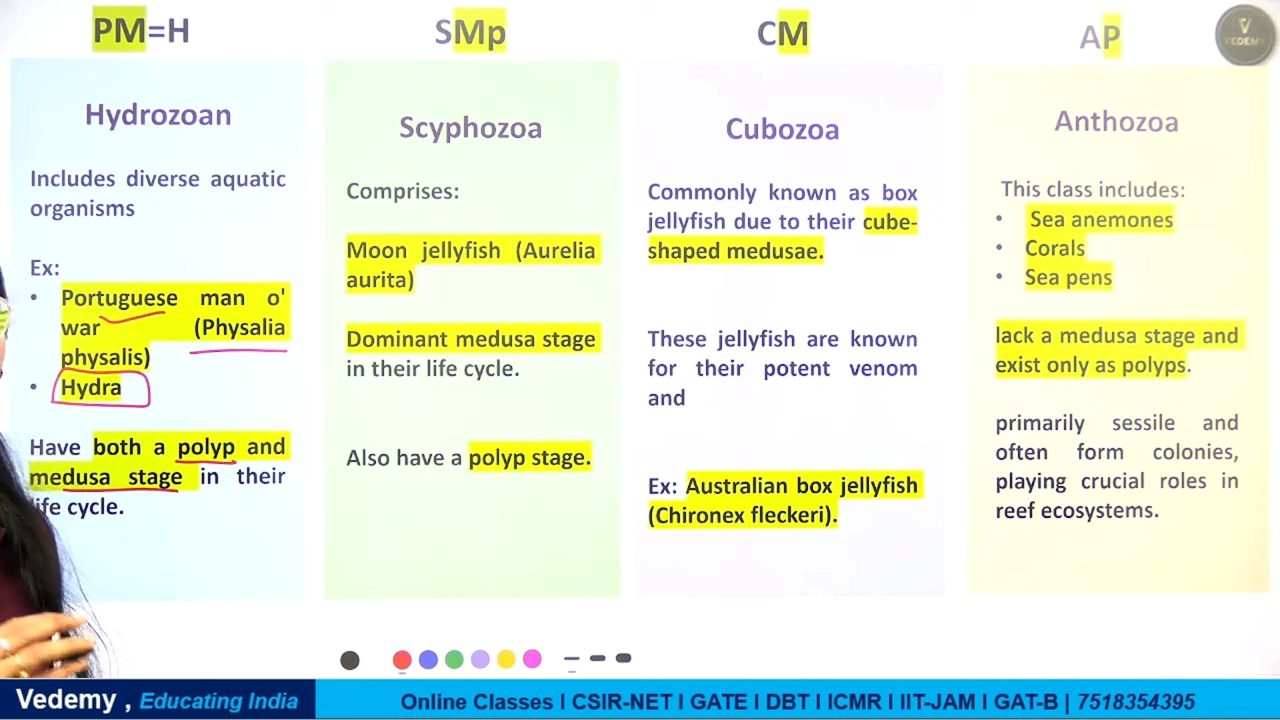 PM=H
SMp
CM
AP
VEDEMY
Hydrozoan
Includes diverse aquatic
organisms
Ex:
• Portuguese man o'
war (Physalia
physalis)
• Hydra
Have both a polyp and
medusa stage in their
life cycle.
Scyphozoa
Comprises:
Moon jellyfish (Aurelia
aurita)
Dominant medusa stage
in their life cycle.
Also have a polyp stage.
Cubozoa
Commonly known as box
jellyfish due to their cube-
shaped medusae.
These jellyfish are known
for their potent venom
and
Ex: Australian box jellyfish
(Chironex fleckeri).
Anthozoa
This class includes:
• Sea anemones
• Corals
• Sea pens
lack a medusa stage and
exist only as polyps.
primarily sessile and
often form colonies,
playing crucial roles in
reef ecosystems.
Vedemy , Educating India
Online Classes I CSIR-NET I GATE I DBT I ICMR I IIT-JAM I GAT-B | 7518354395